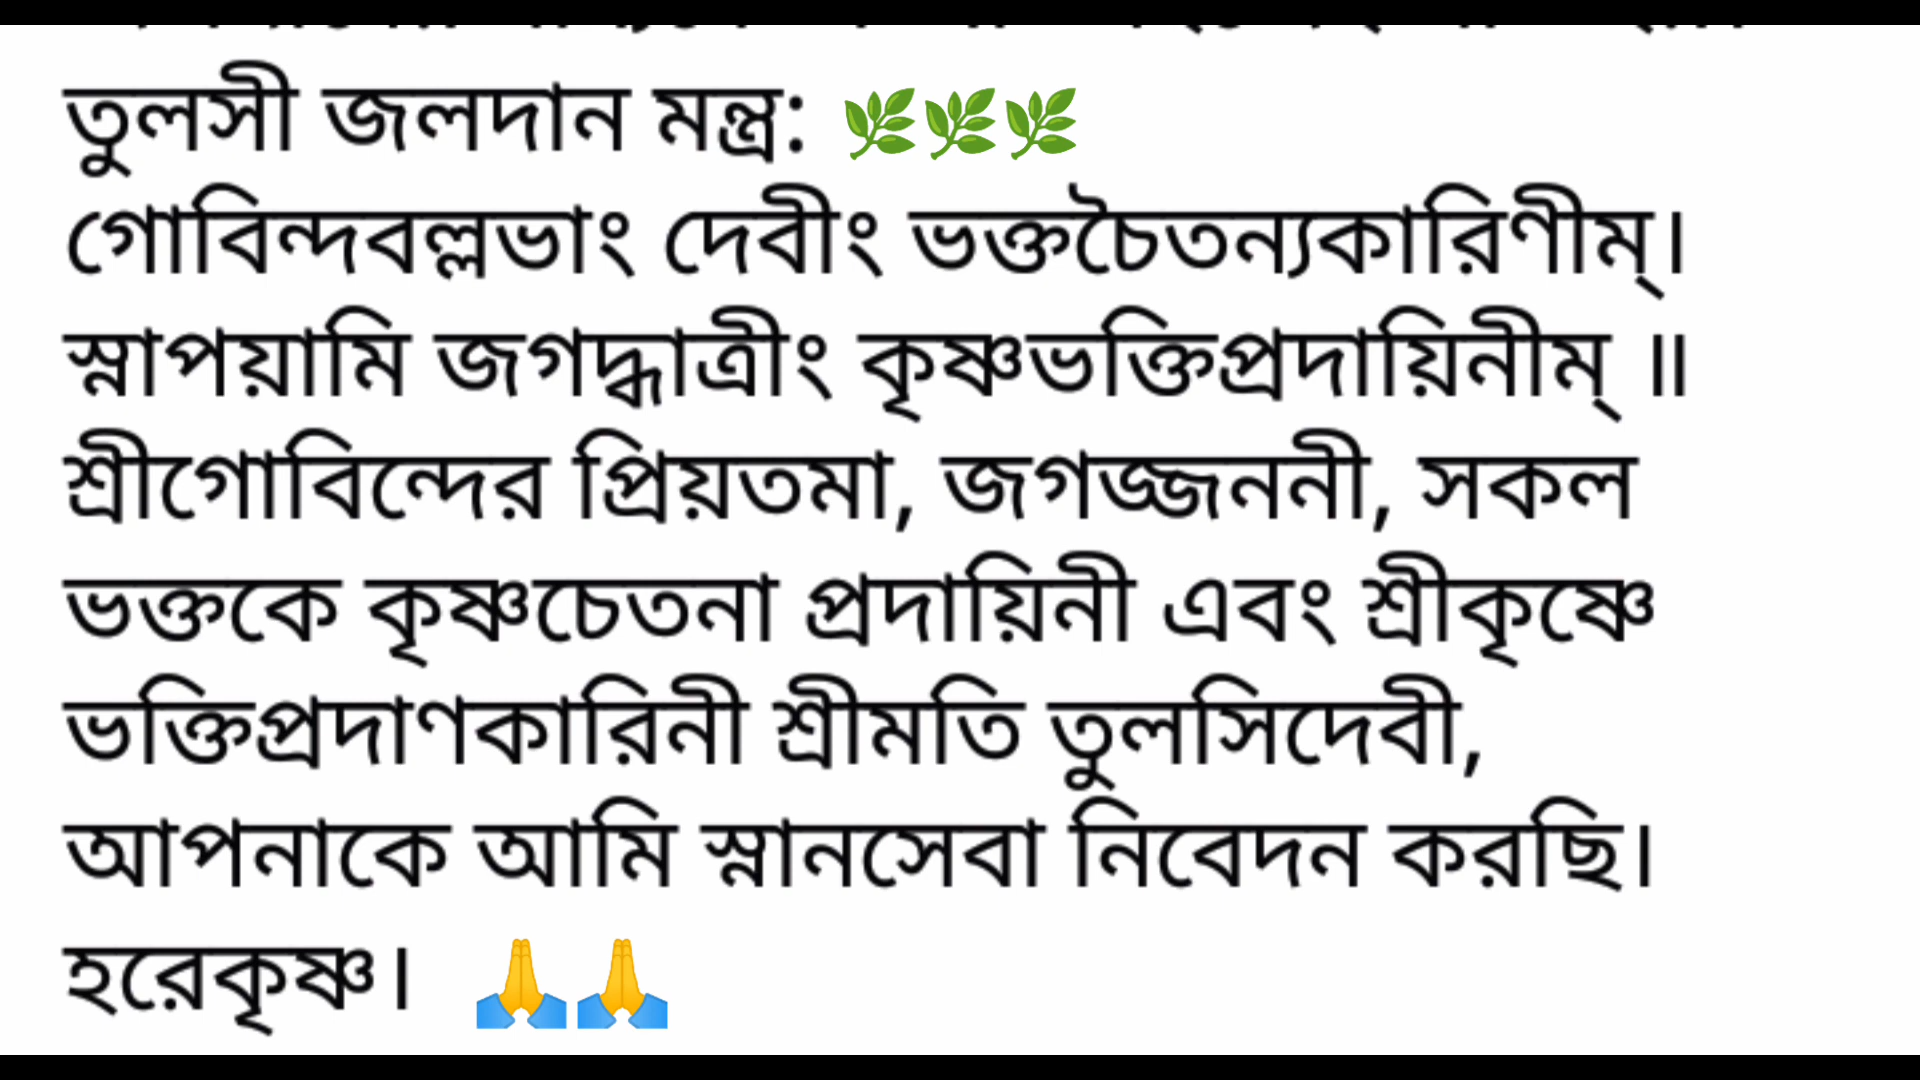 তুলসী জলদান মন্ত্র: 🌿🌿🌿
গোবিন্দবল্লভাং দেবীং ভক্তচৈতন্যকারিণীম্।
স্নাপয়ামি জগদ্ধাত্রীং কৃষ্ণভক্তিপ্রদায়িনীম্ ॥
শ্রীগোবিন্দের প্রিয়তমা, জগজ্জননী, সকল
ভক্তকে কৃষ্ণচেতনা প্রদায়িনী এবং শ্রীকৃষ্ণে
ভক্তিপ্রদাণকারিনী শ্রীমতি তুলসিদেবী,
আপনাকে আমি স্নানসেবা নিবেদন করছি।
হরেকৃষ্ণ। 🙏🙏